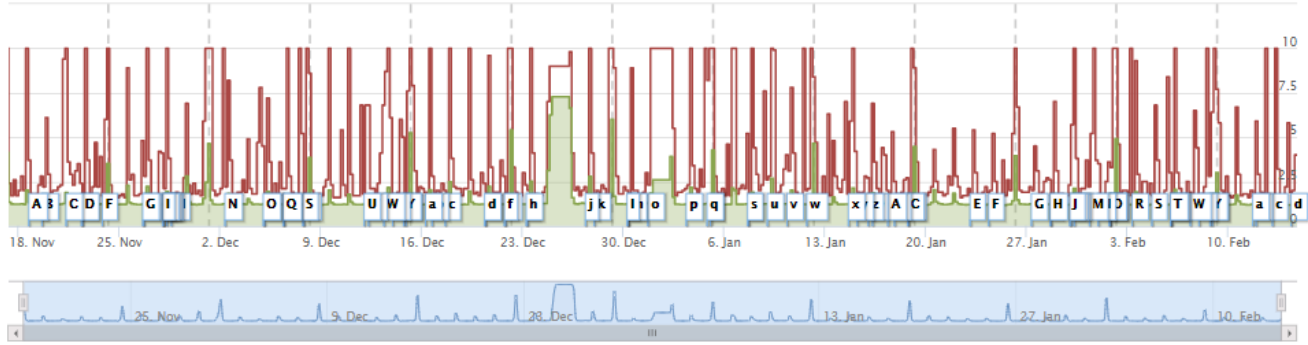 10
7.5
5
2.5
0
A B C D F G I N O Q S U W Y a c d f h j k l o p q s u v w x y z A C E F G H J M O R S T W Y a c d
18. Nov 25. Nov 2. Dec 9. Dec 16. Dec 23. Dec 30. Dec 6. Jan 13. Jan 20. Jan 27. Jan 3. Feb 10. Feb
25. Nov 9. Dec 23. Dec 13. Jan 27. Jan 10. Feb